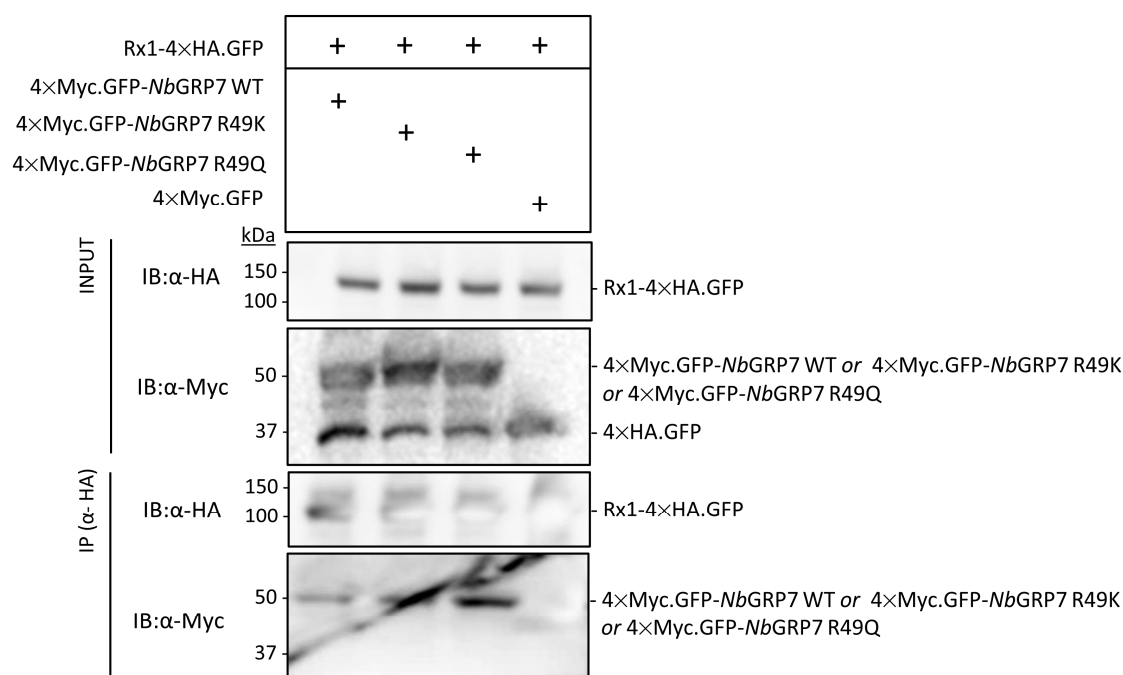 Rx1-4×HA.GFP + + + +
4×Myc.GFP-NbGRP7 WT +
4×Myc.GFP-NbGRP7 R49K +
4×Myc.GFP-NbGRP7 R49Q +
4×Myc.GFP +
kDa
INPUT
IB:α-HA
150
100
Rx1-4×HA.GFP
IB:α-Myc
50
37
4×Myc.GFP-NbGRP7 WT or 4×Myc.GFP-NbGRP7 R49K
or 4×Myc.GFP-NbGRP7 R49Q
4×HA.GFP
IP (α- HA)
IB:α-HA
150
100
Rx1-4×HA.GFP
IB:α-Myc
50
37
4×Myc.GFP-NbGRP7 WT or 4×Myc.GFP-NbGRP7 R49K
or 4×Myc.GFP-NbGRP7 R49Q